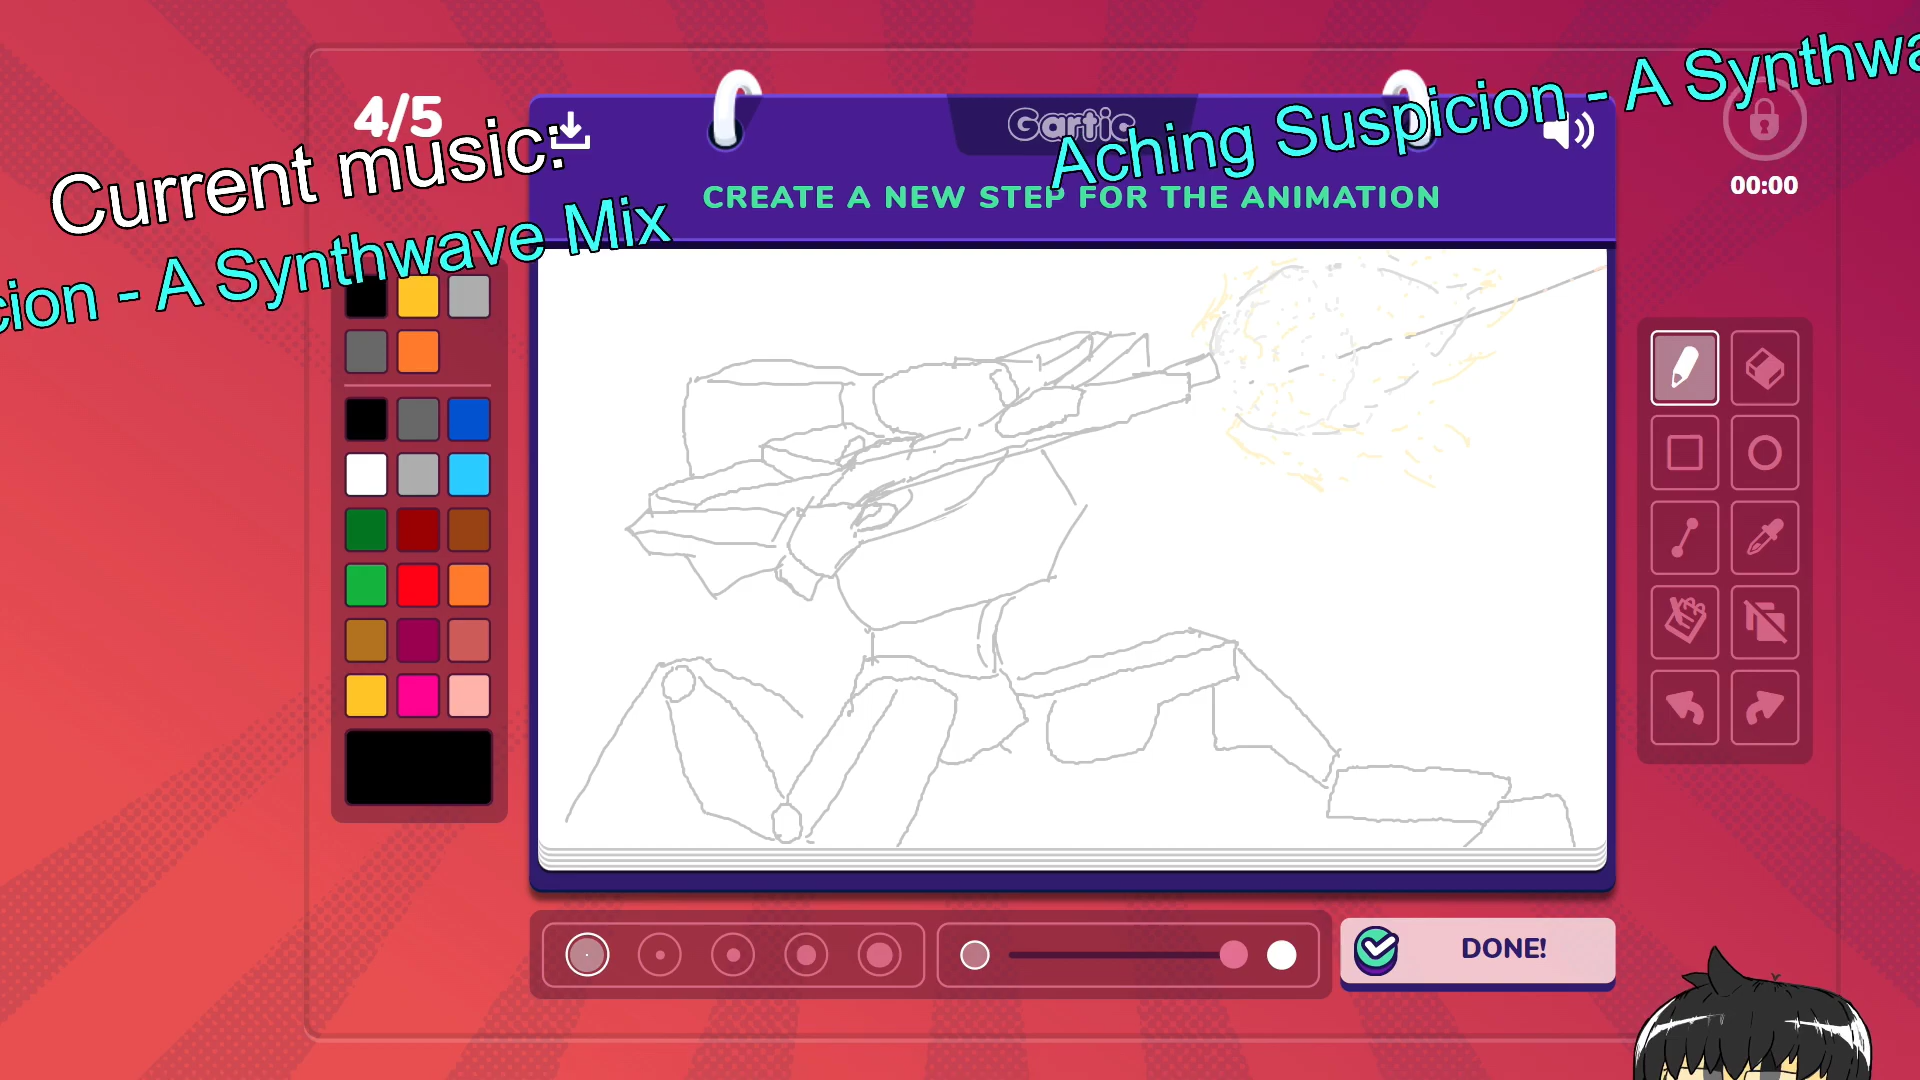 4/5
Current music:
cion - A Synthwave Mix
Aching Suspicion - A Synthwa
Gartic
CREATE A NEW STEP FOR THE ANIMATION
00:00
DONE!